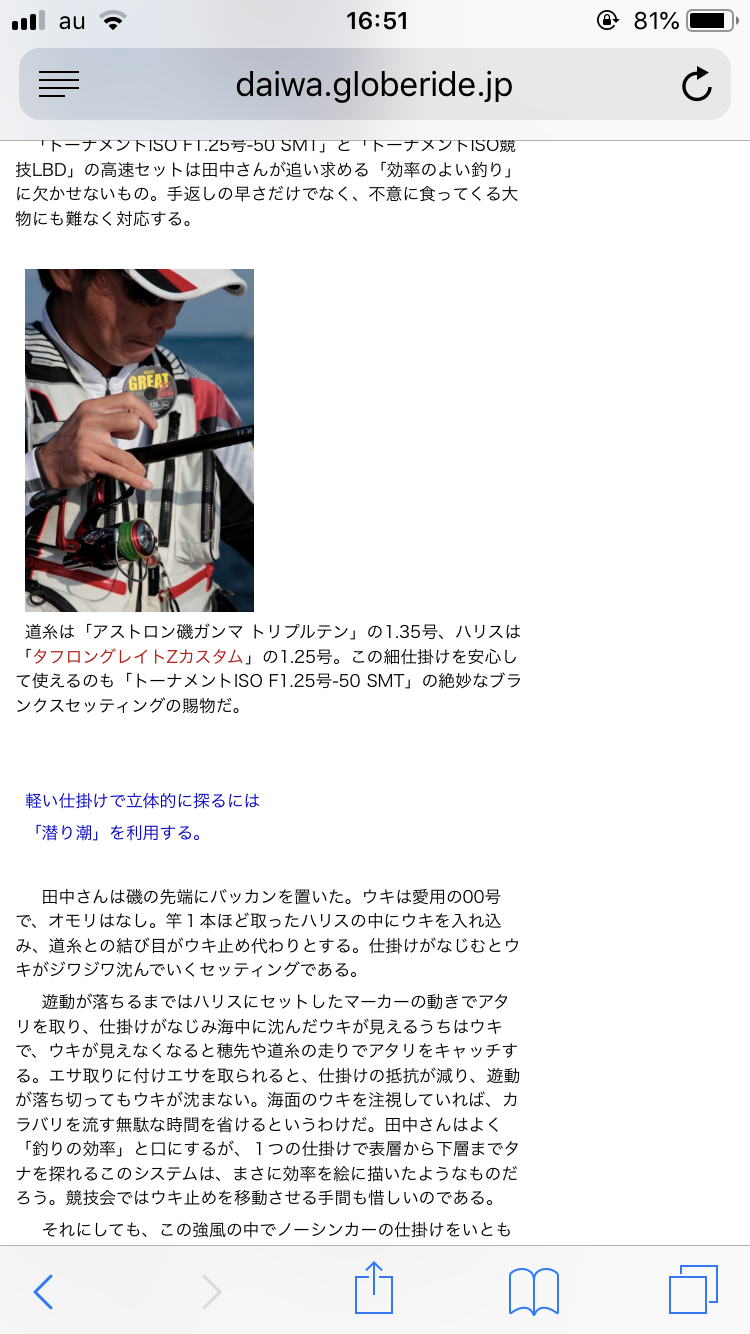 au
16:51
81%
daiwa.globeride.jp
「トーナメントISO F1.25号-50 SMT」と「トーナメントISO競
技LBD」の高速セットは田中さんが追い求める「効率のよい釣り」
に欠かせないもの。手返しの早さだけでなく、不意に食ってくる大
物にも難なく対応する。
GREAT
道糸は「アストロン磯ガンマ トリプルテン」の1.35号、ハリスは
「タフロングレイトZカスタム」の1.25号。この細仕掛けを安心し
て使えるのも「トーナメントISO F1.25号-50 SMT」の絶妙なブラ
ンクスセッティングの賜物だ。
軽い仕掛けで立体的に探るには
「潜り潮」を利用する。
田中さんは磯の先端にバッカンを置いた。ウキは愛用の00号
で、オモリはなし。竿１本ほど取ったハリスの中にウキを入れ込
み、道糸との結び目がウキ止め代わりとする。仕掛けがなじむとウ
キがジワジワ沈んでいくセッティングである。
遊動が落ちるまではハリスにセットしたマーカーの動きでアタ
リを取り、仕掛けがなじみ海中に沈んだウキが見えるうちはウキ
で、ウキが見えなくなると穂先や道糸の走りでアタリをキャッチす
る。エサ取りに付けエサを取られると、仕掛けの抵抗が減り、遊動
が落ち切ってもウキが沈まない。海面のウキを注視していれば、カ
ラバリを流す無駄な時間を省けるというわけだ。田中さんはよく
「釣りの効率」と口にするが、１つの仕掛けで表層から下層までタ
ナを探れるこのシステムは、まさに効率を絵に描いたようなものだ
ろう。競技会ではウキ止めを移動させる手間も惜しいのである。
それにしても、この強風の中でノーシンカーの仕掛けをいとも